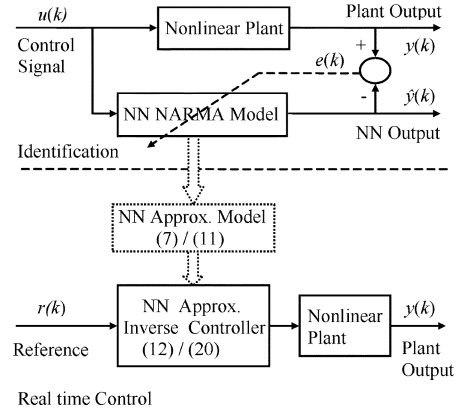 u(k)
Control
Signal
Nonlinear Plant
Plant Output
+
y(k)
e(k)
-
NN NARMA Model
ŷ(k)
NN Output
Identification
NN Approx. Model
(7) / (11)
r(k)
Reference
NN Approx.
Inverse Controller
(12) / (20)
Nonlinear
Plant
y(k)
Plant
Output
Real time Control